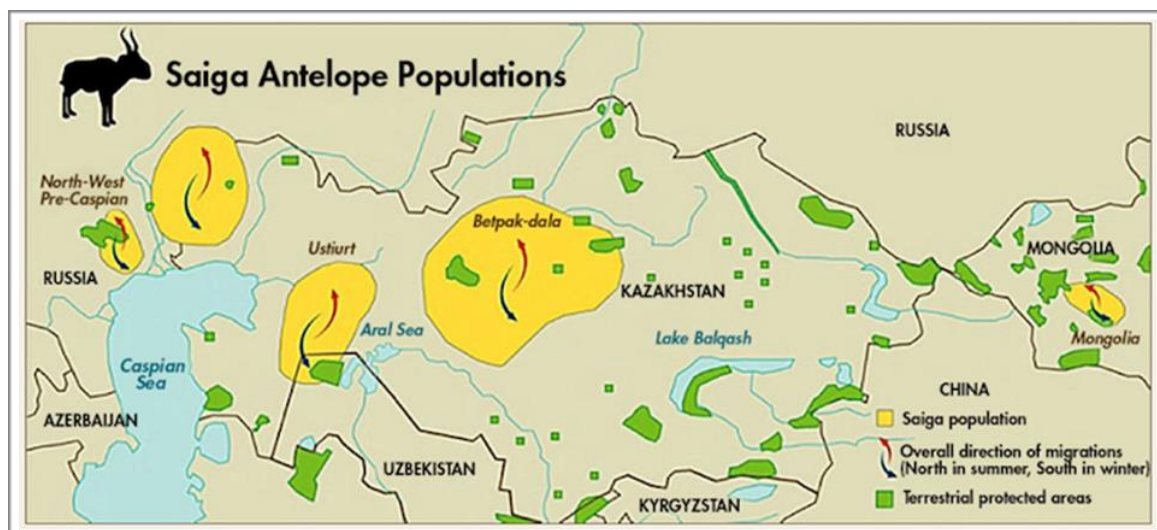 Saiga Antelope Populations
RUSSIA
North-West
Pre-Caspian
Betpak-dala
Ustiurt
MONGOLIA
RUSSIA
KAZAKHSTAN
Aral Sea
Lake Balqash
Mongolia
Caspian
Sea
CHINA
AZERBAIJAN
Saiga population
Overall direction of migrations
(North in summer, South in winter)
UZBEKISTAN
KYRGYZSTAN
Terrestrial protected areas